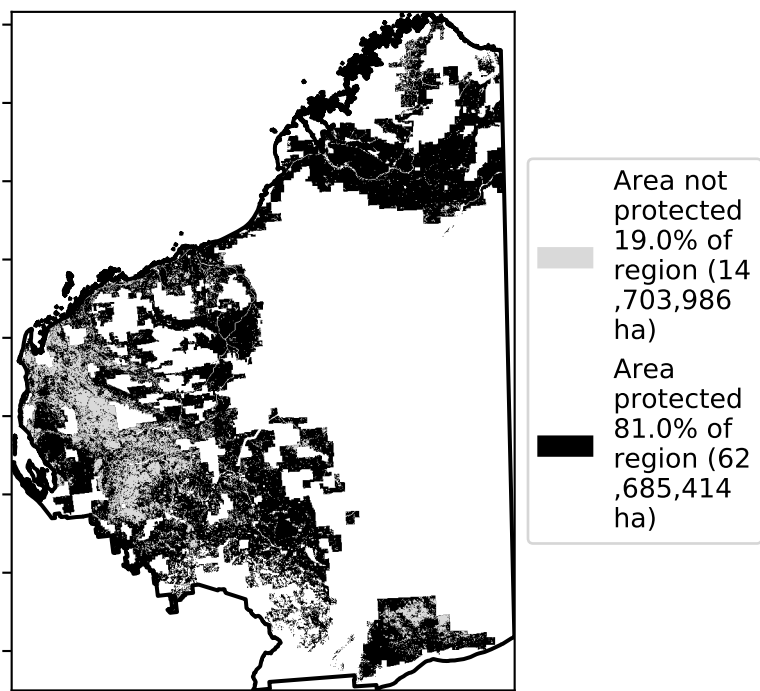 Area not
protected
19.0% of
region (14
,703,986
ha)
Area
protected
81.0% of
region (62
,685,414
ha)